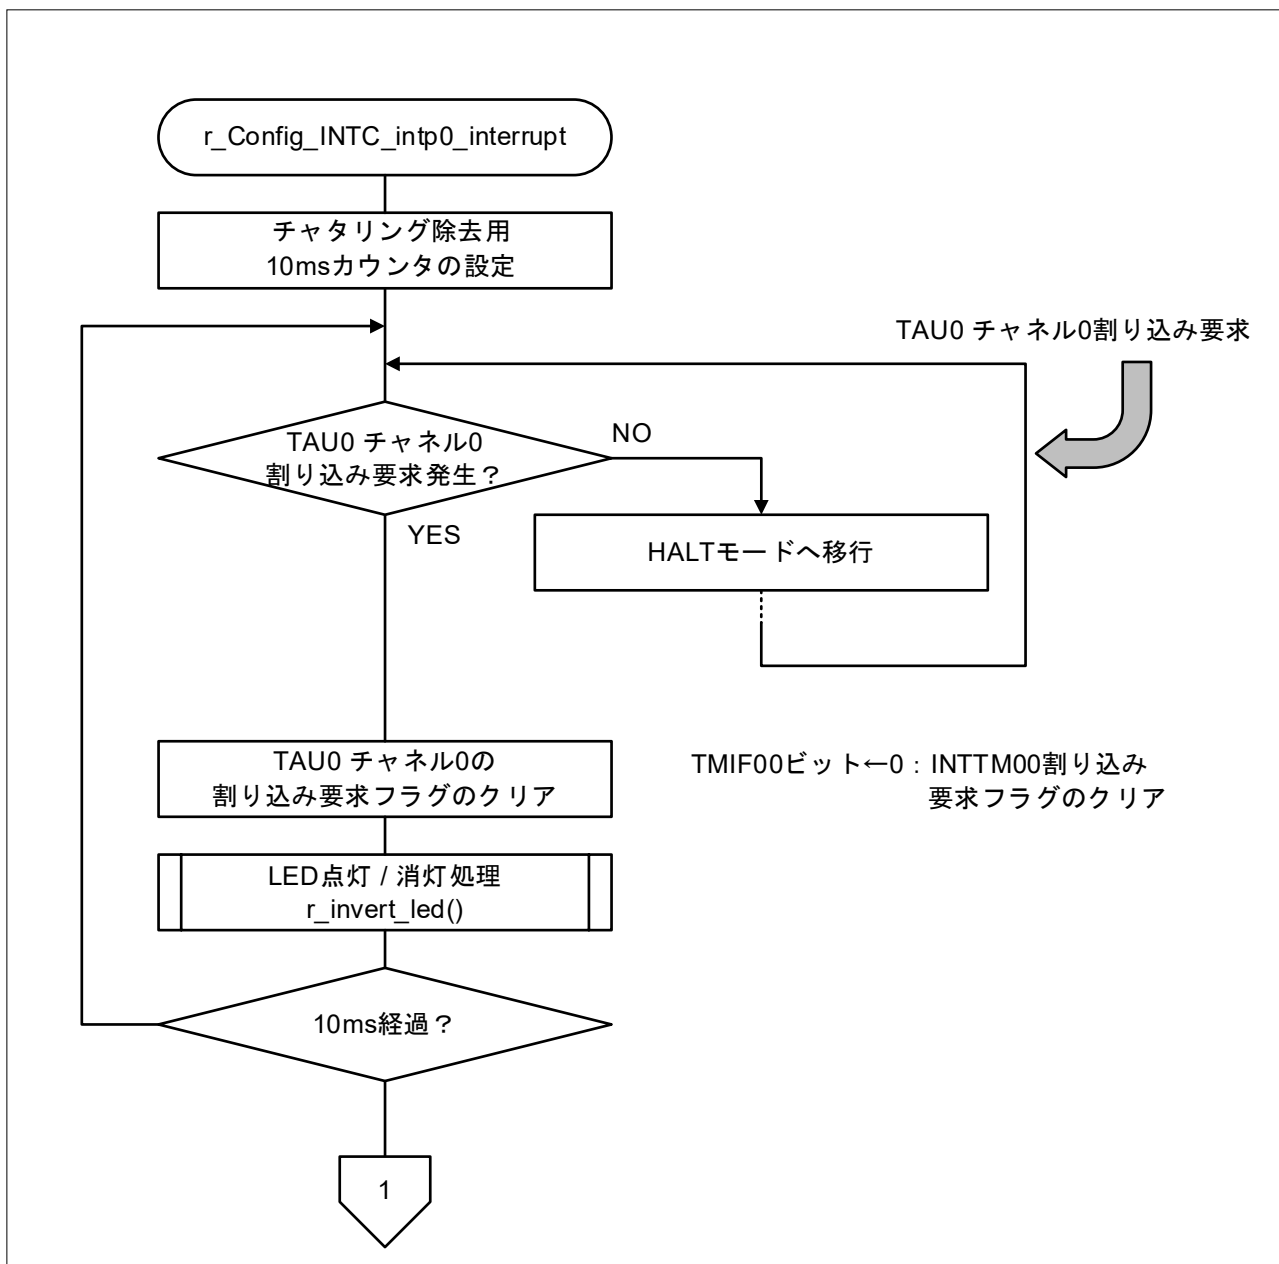 r_Config_INTC_intp0_interrupt
チャタリング除去用
10msカウンタの設定
TAU0 チャネル0割り込み要求
TAU0 チャネル0
割り込み要求発生？
NO
YES
HALTモードへ移行
TAU0 チャネル0の
割り込み要求フラグのクリア
TMIF00ビット←0：INTTM00割り込み
要求フラグのクリア
LED点灯 / 消灯処理
r_invert_led()
10ms経過？
1